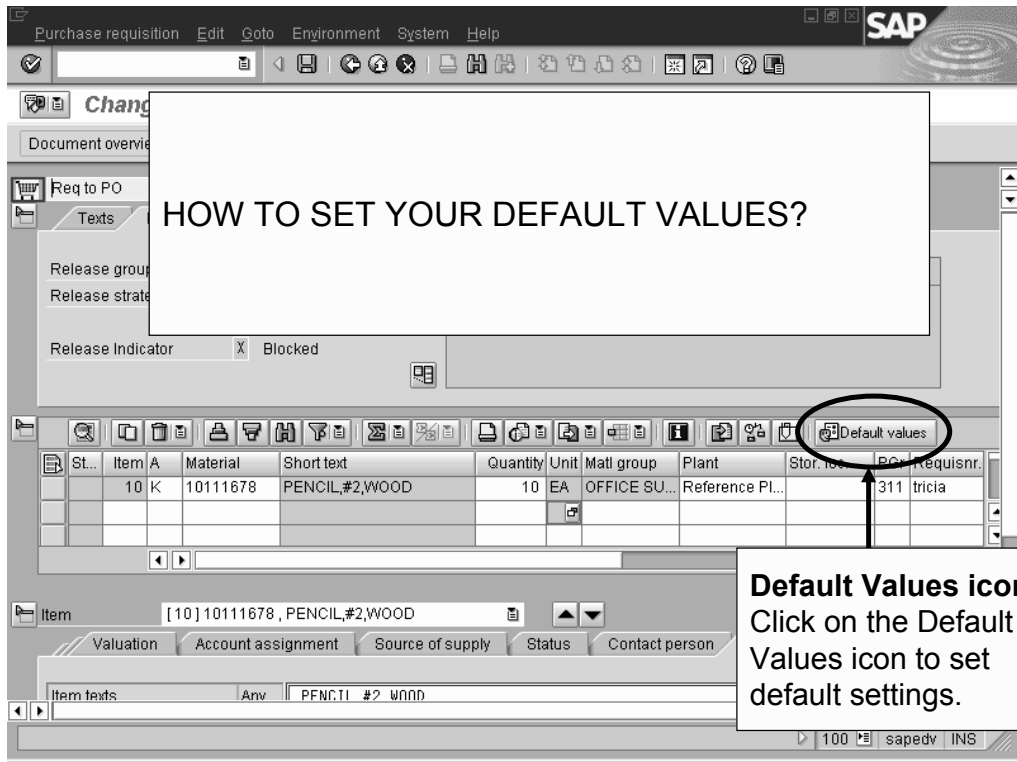 Purchase requisition Edit Goto Environment System Help
SAP
Chang
Document overvie
Req to PO
Texts
HOW TO SET YOUR DEFAULT VALUES?
Release group
Release strate
Release Indicator X Blocked
Default values
St... Item A Material Short text Quantity Unit Matl group Plant Stor. loc. PGr Requisnr.
10 K 10111678 PENCIL,#2,WOOD 10 EA OFFICE SU... Reference Pl... 311 tricia
Default Values icon
Click on the Default
Values icon to set
default settings.
Item [10] 10111678 , PENCIL,#2,WOOD
Valuation Account assignment Source of supply Status Contact person
Item texts Any PENCIL,#2,WOOD
100 sapedv INS